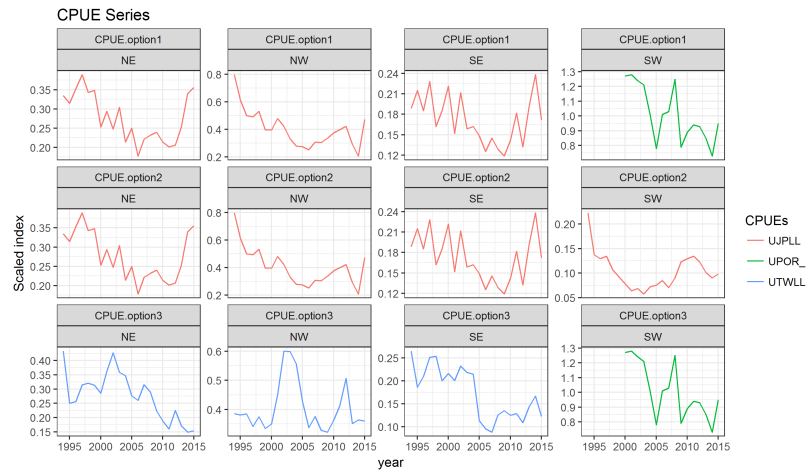 CPUE Series
CPUE.option1 CPUE.option1 CPUE.option1 CPUE.option1
NE NW SE SW
0.35 0.30 0.25 0.20
0.8 0.6 0.4 0.2
0.24 0.21 0.18 0.15 0.12
1.3 1.2 1.1 1.0 0.9 0.8
CPUE.option2 CPUE.option2 CPUE.option2 CPUE.option2
NE NW SE SW
0.35 0.30 0.25 0.20
0.8 0.6 0.4 0.2
0.24 0.21 0.18 0.15 0.12
0.20 0.15 0.10 0.05
CPUE.option3 CPUE.option3 CPUE.option3 CPUE.option3
NE NW SE SW
0.40 0.35 0.30 0.25 0.20 0.15
0.6 0.5 0.4
0.25 0.20 0.15 0.10
1.3 1.2 1.1 1.0 0.9 0.8
1995 2000 2005 2010 2015 1995 2000 2005 2010 2015 1995 2000 2005 2010 2015 1995 2000 2005 2010 2015
year
Scaled index
CPUEs
UJPLL
UPOR_
UTWLL